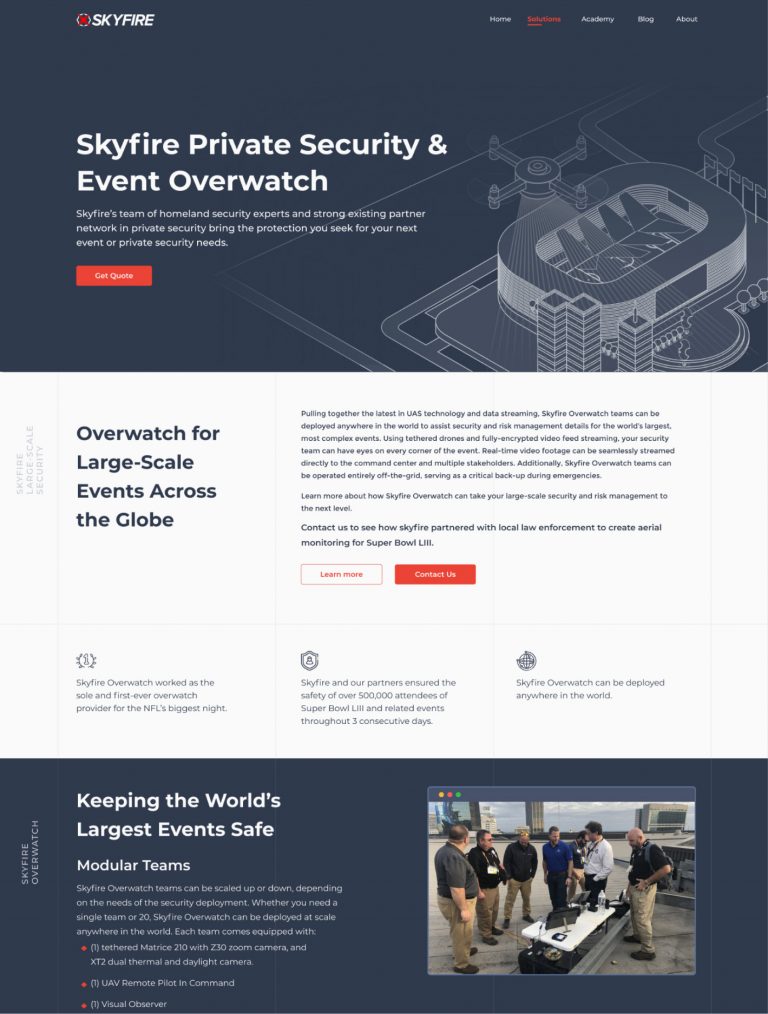 SKYFIRE
Home Solutions Academy Blog About
Skyfire Private Security &
Event Overwatch
Skyfire's team of homeland security experts and strong existing partner
network in private security bring the protection you seek for your next
event or private security needs.
Get Quote
SKYFIRE
LARGE-SCALE
SECURITY
Overwatch for
Large-Scale
Events Across
the Globe
Pulling together the latest in UAS technology and data streaming, Skyfire Overwatch teams can be
deployed anywhere in the world to assist security and risk management details for the world's largest,
most complex events. Using tethered drones and fully-encrypted video feed streaming, your security
team can have eyes on every corner of the event. Real-time video footage can be seamlessly streamed
directly to the command center and multiple stakeholders. Additionally, Skyfire Overwatch teams can
be operated entirely off-the-grid, serving as a critical back-up during emergencies.
Learn more about how Skyfire Overwatch can take your large-scale security and risk management to
the next level.
Contact us to see how skyfire partnered with local law enforcement to create aerial
monitoring for Super Bowl LIII.
Learn more
Contact Us
1
Skyfire Overwatch worked as the
sole and first-ever overwatch
provider for the NFL's biggest night.
Skyfire and our partners ensured the
safety of over 500,000 attendees of
Super Bowl LIII and related events
throughout 3 consecutive days.
Skyfire Overwatch can be deployed
anywhere in the world.
SKYFIRE
OVERWATCH
Keeping the World's
Largest Events Safe
Modular Teams
Skyfire Overwatch teams can be scaled up or down, depending
on the needs of the security deployment. Whether you need a
single team or 20, Skyfire Overwatch can be deployed at scale
anywhere in the world. Each team comes equipped with:
(1) tethered Matrice 210 with Z30 zoom camera, and
XT2 dual thermal and daylight camera.
(1) UAV Remote Pilot In Command
(1) Visual Observer